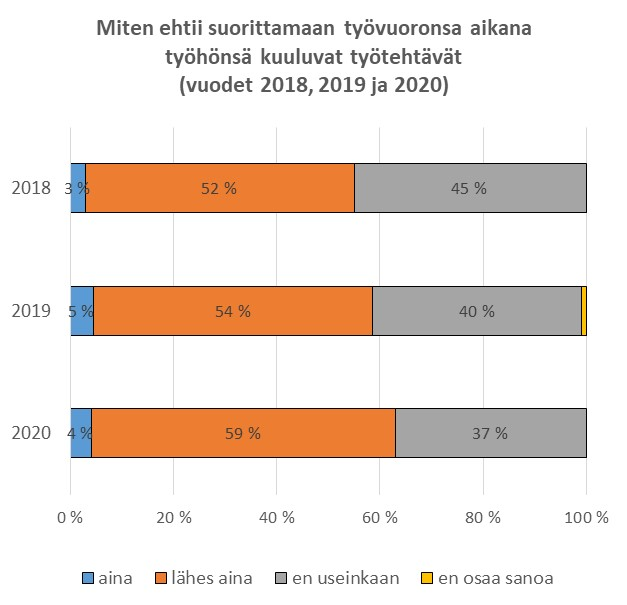 Miten ehtii suorittamaan työvuoronsa aikana
työhönsä kuuluvat työtehtävät
(vuodet 2018, 2019 ja 2020)
2018 3 % 52 % 45 %
2019 5 % 54 % 40 %
2020 4 % 59 % 37 %
0 % 20 % 40 % 60 % 80 % 100 %
aina lähes aina en useinkaan en osaa sanoa